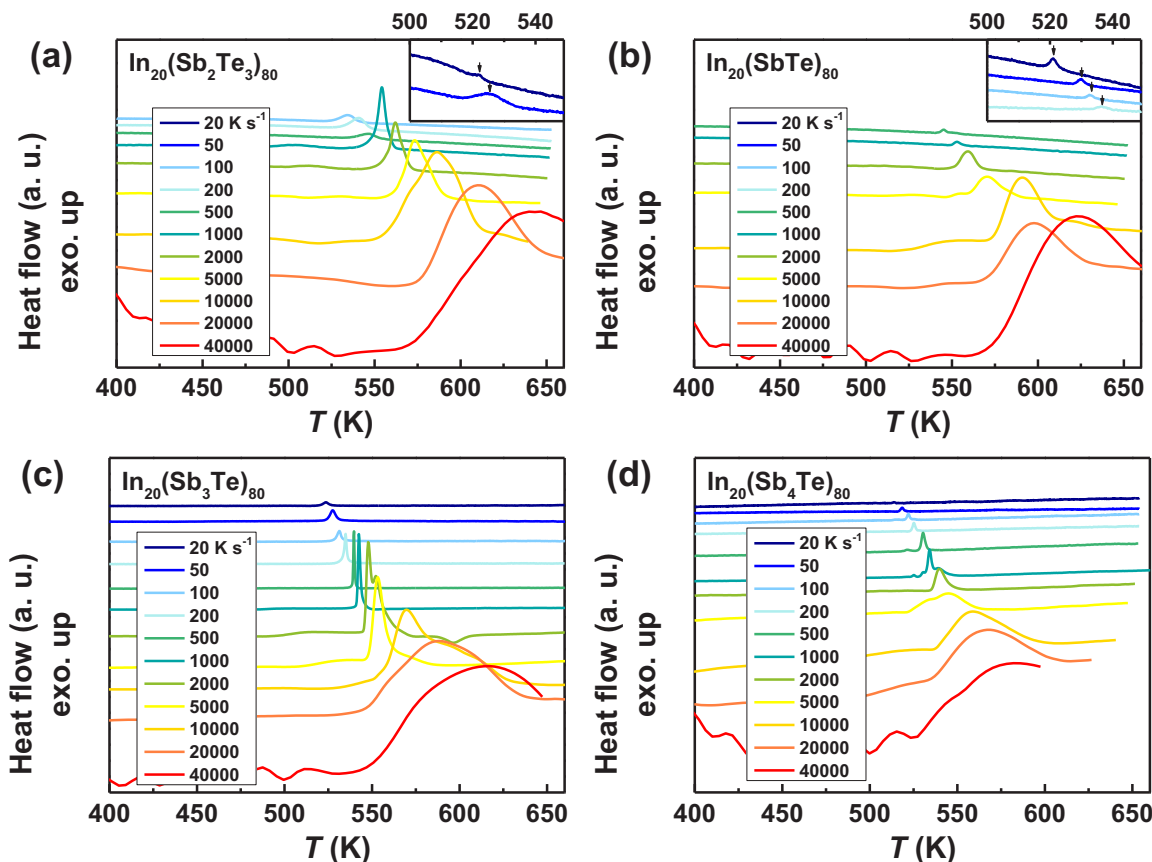 (a)
500 520 540
In20(Sb2Te3)80
20 K s-1
50
100
200
500
1000
2000
5000
10000
20000
40000
Heat flow (a. u.)
exo. up
400 450 500 550 600 650
T (K)
(b)
500 520 540
In20(SbTe)80
20 K s-1
50
100
200
500
1000
2000
5000
10000
20000
40000
Heat flow (a. u.)
exo. up
400 450 500 550 600 650
T (K)
(c)
In20(Sb3Te)80
20 K s-1
50
100
200
500
1000
2000
5000
10000
20000
40000
Heat flow (a. u.)
exo. up
400 450 500 550 600 650
T (K)
(d)
In20(Sb4Te)80
20 K s-1
50
100
200
500
1000
2000
5000
10000
20000
40000
Heat flow (a. u.)
exo. up
400 450 500 550 600 650
T (K)